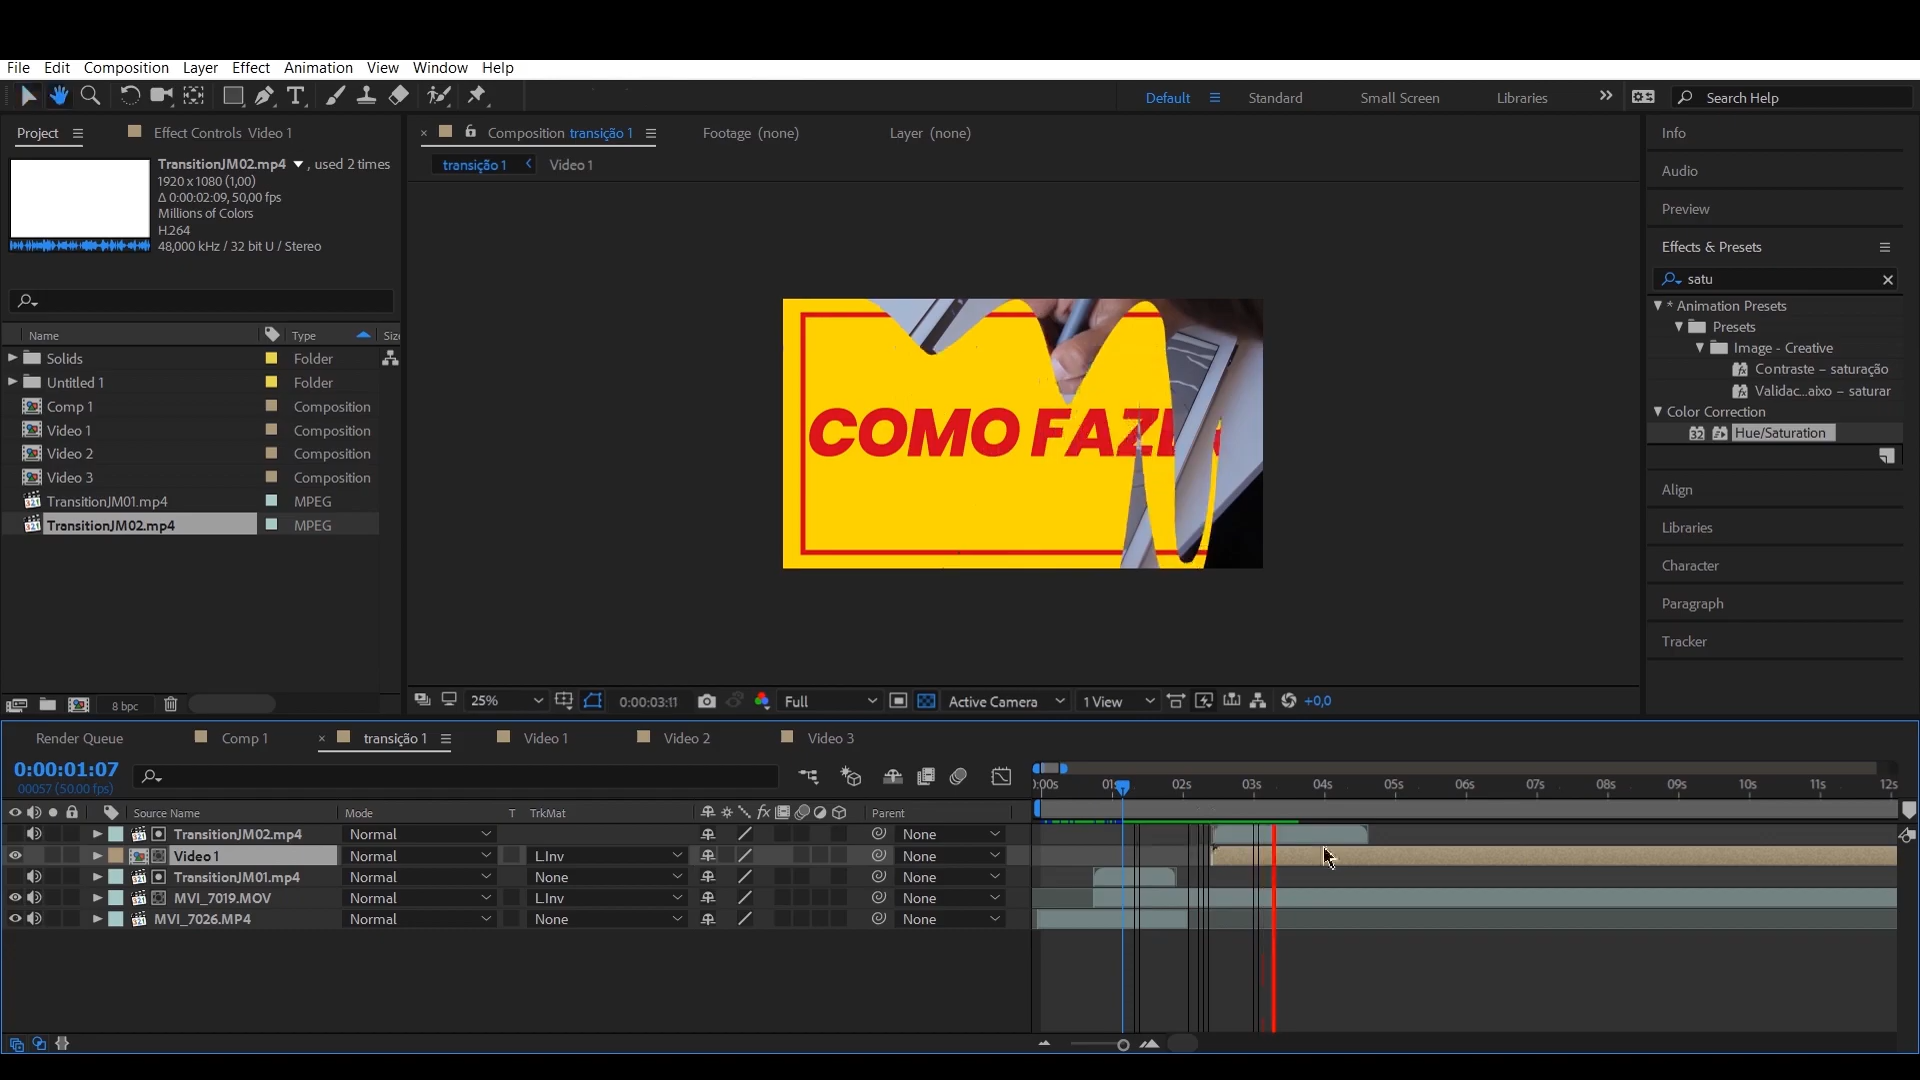 File Edit Composition Layer Effect Animation View Window Help
Default Standard Small Screen Libraries Search Help
Project Effect Controls Video 1
Composition transição 1 Footage (none) Layer (none)
transição 1 Video 1
TransitionJM02.mp4 , used 2 times
1920 x 1080 (1,00)
Δ 0:00:02:09, 50,00 fps
Millions of Colors
H.264
48,000 kHz / 32 bit U / Stereo
Name Type Siz
Solids Folder
Untitled 1 Folder
Comp 1 Composition
Video 1 Composition
Video 2 Composition
Video 3 Composition
TransitionJM01.mp4 MPEG
TransitionJM02.mp4 MPEG
8 bpc
COMO FAZE
25% 0:00:03:11 Full Active Camera 1 View +0,0
Info
Audio
Preview
Effects & Presets
satu
* Animation Presets
Presets
Image - Creative
Contraste – saturação
Validac...aixo – saturar
Color Correction
32 Hue/Saturation
Align
Libraries
Character
Paragraph
Tracker
Render Queue Comp 1 transição 1 Video 1 Video 2 Video 3
0:00:01:07
00057 (50.00 fps)
:00s 01s 02s 03s 04s 05s 06s 07s 08s 09s 10s 11s 12s
Source Name Mode T TrkMat fx Parent
TransitionJM02.mp4 Normal None
Video 1 Normal L.Inv None
TransitionJM01.mp4 Normal None None
MVI_7019.MOV Normal L.Inv None
MVI_7026.MP4 Normal None None